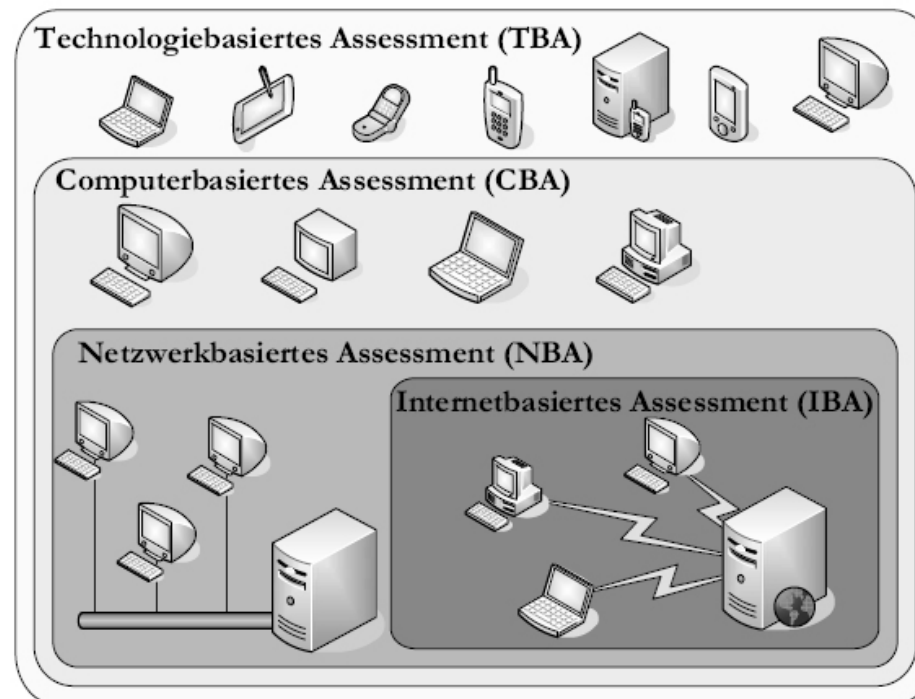 Technologiebasiertes Assessment (TBA)
Computerbasiertes Assessment (CBA)
Netzwerkbasiertes Assessment (NBA)
Internetbasiertes Assessment (IBA)